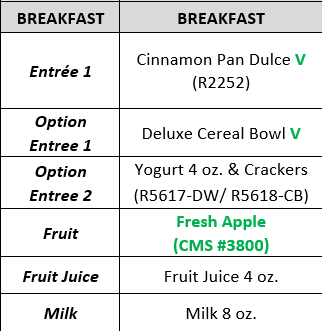 BREAKFAST BREAKFAST
Entrée 1
Cinnamon Pan Dulce V
(R2252)
Option
Entree 1
Deluxe Cereal Bowl V
Option
Entree 2
Yogurt 4 oz. & Crackers
(R5617-DW/ R5618-CB)
Fruit
Fresh Apple
(CMS #3800)
Fruit Juice
Fruit Juice 4 oz.
Milk
Milk 8 oz.